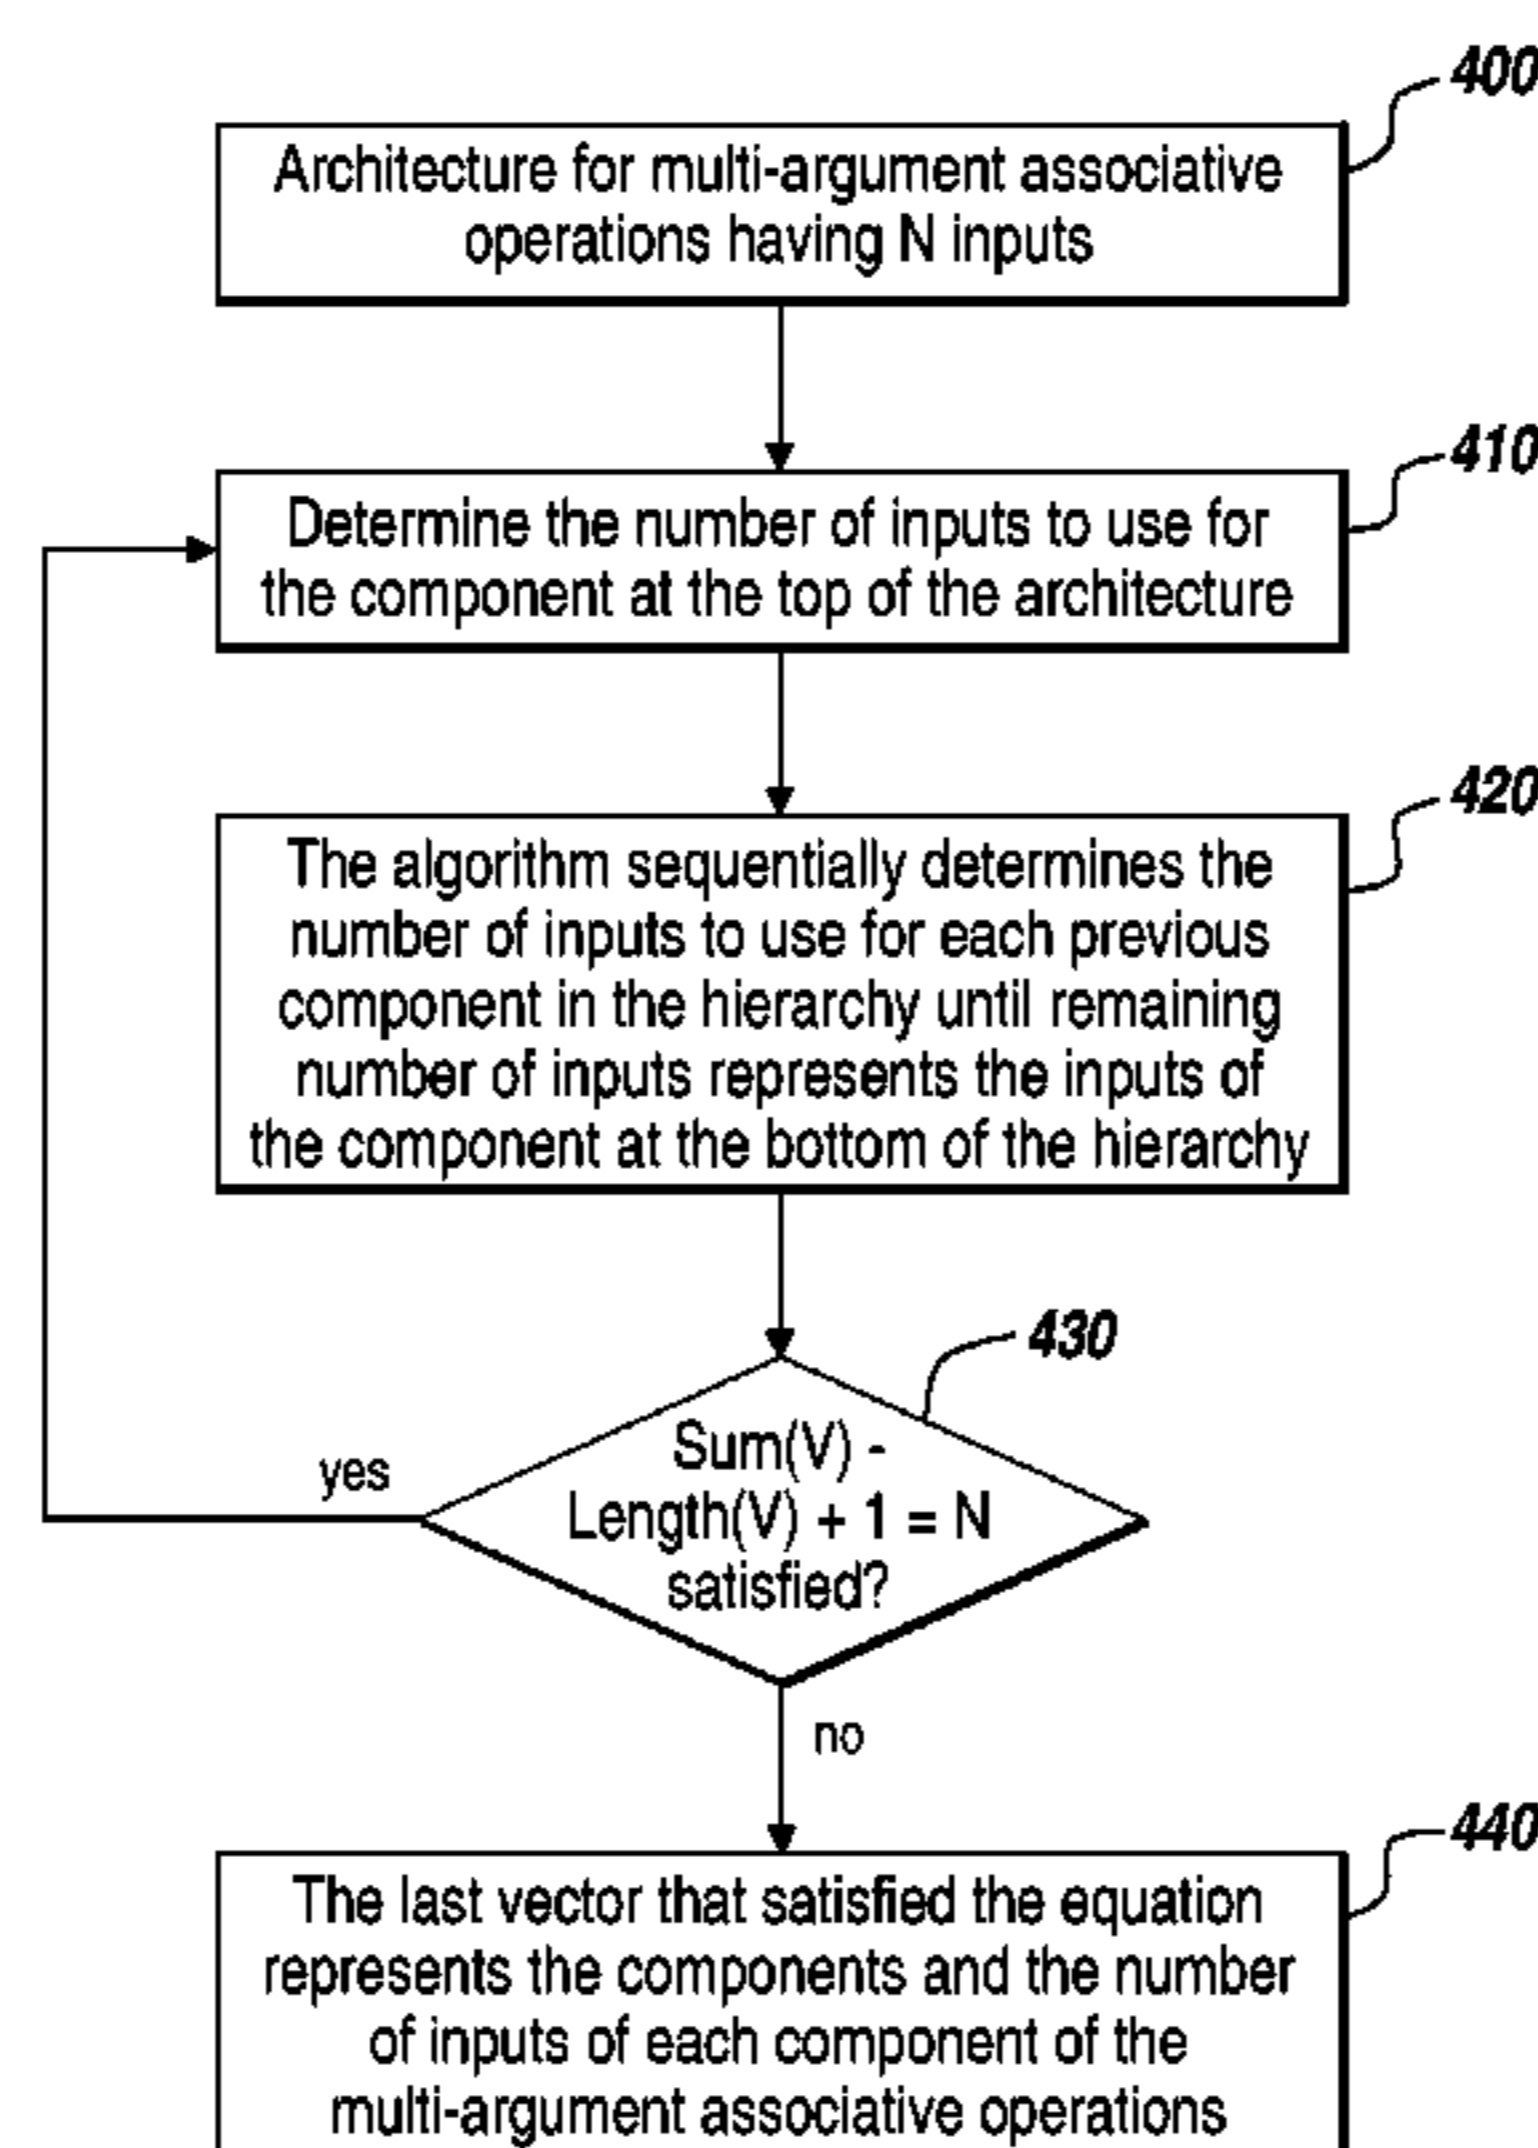 400
Architecture for multi-argument associative
operations having N inputs
410
Determine the number of inputs to use for
the component at the top of the architecture
420
The algorithm sequentially determines the
number of inputs to use for each previous
component in the hierarchy until remaining
number of inputs represents the inputs of
the component at the bottom of the hierarchy
430
Sum(V) -
Length(V) + 1 = N
satisfied?
yes
no
440
The last vector that satisfied the equation
represents the components and the number
of inputs of each component of the
multi-argument associative operations